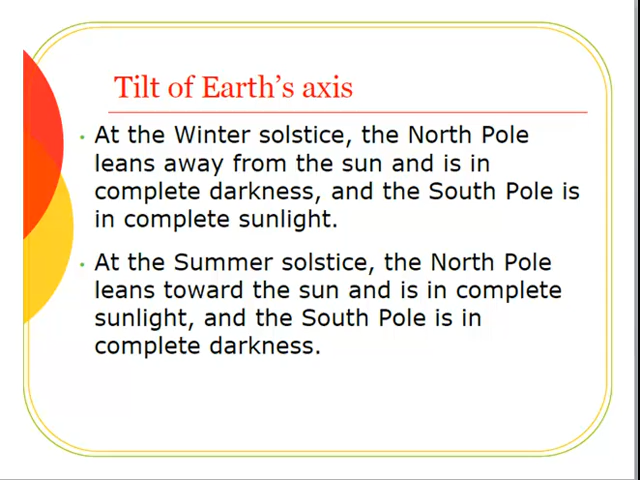 Tilt of Earth’s axis
• At the Winter solstice, the North Pole
leans away from the sun and is in
complete darkness, and the South Pole is
in complete sunlight.
• At the Summer solstice, the North Pole
leans toward the sun and is in complete
sunlight, and the South Pole is in
complete darkness.